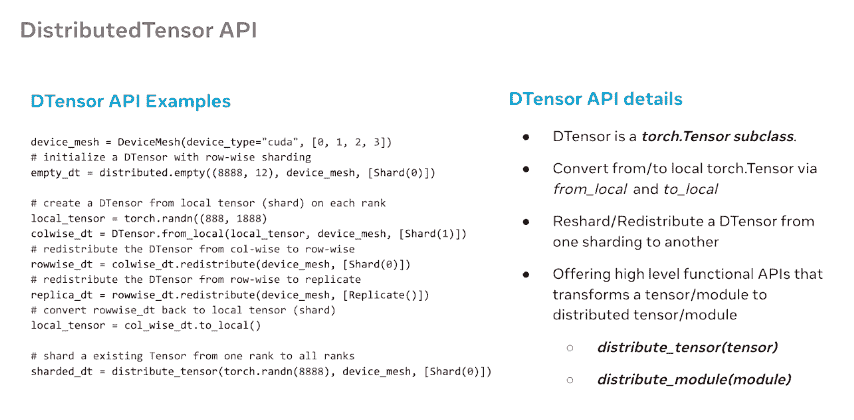 DistributedTensor API
DTensor API Examples
device_mesh = DeviceMesh(device_type="cuda", [0, 1, 2, 3])
# initialize a DTensor with row-wise sharding
empty_dt = distributed.empty((8888, 12), device_mesh, [Shard(0)])
# create a DTensor from local tensor (shard) on each rank
local_tensor = torch.randn((888, 1888)
colwise_dt = DTensor.from_local(local_tensor, device_mesh, [Shard(1)])
# redistribute the DTensor from col-wise to row-wise
rowwise_dt = colwise_dt.redistribute(device_mesh, [Shard(0)])
# redistribute the DTensor from row-wise to replicate
replica_dt = rowwise_dt.redistribute(device_mesh, [Replicate()])
# convert rowwise_dt back to local tensor (shard)
local_tensor = col_wise_dt.to_local()
# shard a existing Tensor from one rank to all ranks
sharded_dt = distribute_tensor(torch.randn(8888), device_mesh, [Shard(0)])
DTensor API details
● DTensor is a torch.Tensor subclass.
● Convert from/to local torch.Tensor via
from_local and to_local
● Reshard/Redistribute a DTensor from
one sharding to another
● Offering high level functional APIs that
transforms a tensor/module to
distributed tensor/module
○ distribute_tensor(tensor)
○ distribute_module(module)